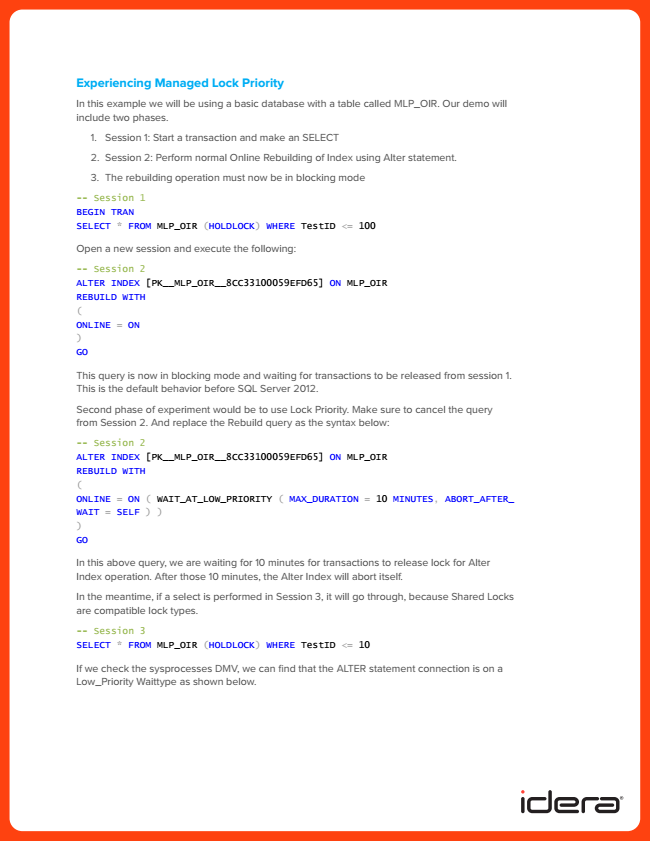 Experiencing Managed Lock Priority
In this example we will be using a basic database with a table called MLP_OIR. Our demo will
include two phases.
1. Session 1: Start a transaction and make an SELECT
2. Session 2: Perform normal Online Rebuilding of Index using Alter statement.
3. The rebuilding operation must now be in blocking mode
-- Session 1
BEGIN TRAN
SELECT * FROM MLP_OIR (HOLDLOCK) WHERE TestID <= 100
Open a new session and execute the following:
-- Session 2
ALTER INDEX [PK__MLP_OIR__8CC33100059EFD65] ON MLP_OIR
REBUILD WITH
(
ONLINE = ON
)
GO
This query is now in blocking mode and waiting for transactions to be released from session 1.
This is the default behavior before SQL Server 2012.
Second phase of experiment would be to use Lock Priority. Make sure to cancel the query
from Session 2. And replace the Rebuild query as the syntax below:
-- Session 2
ALTER INDEX [PK__MLP_OIR__8CC33100059EFD65] ON MLP_OIR
REBUILD WITH
(
ONLINE = ON ( WAIT_AT_LOW_PRIORITY ( MAX_DURATION = 10 MINUTES, ABORT_AFTER_
WAIT = SELF ) )
)
GO
In this above query, we are waiting for 10 minutes for transactions to release lock for Alter
Index operation. After those 10 minutes, the Alter Index will abort itself.
In the meantime, if a select is performed in Session 3, it will go through, because Shared Locks
are compatible lock types.
-- Session 3
SELECT * FROM MLP_OIR (HOLDLOCK) WHERE TestID <= 10
If we check the sysprocesses DMV, we can find that the ALTER statement connection is on a
Low_Priority Waittype as shown below.
idera®